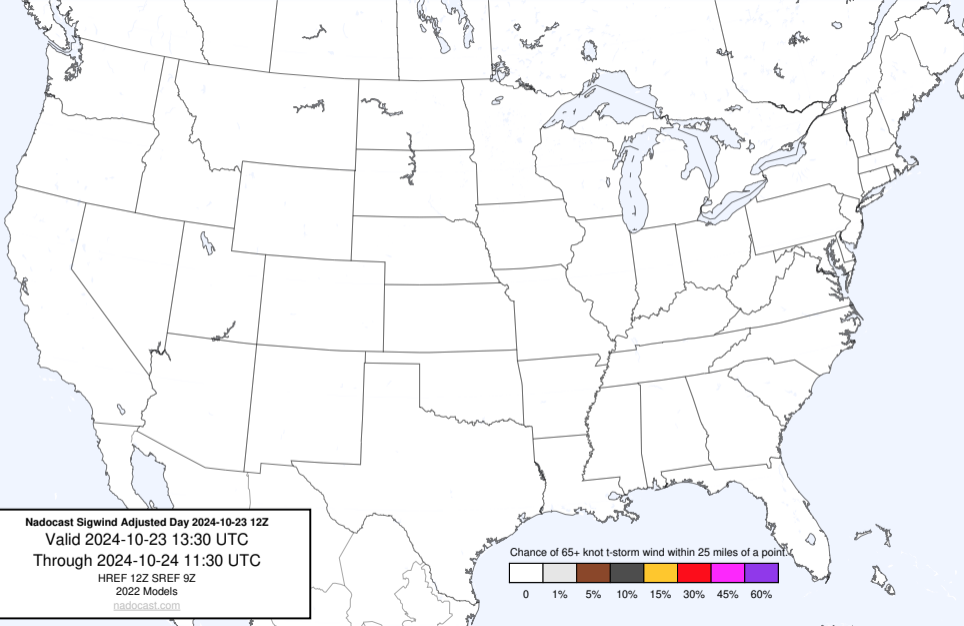 Nadocast Sigwind Adjusted Day 2024-10-23 12Z
Valid 2024-10-23 13:30 UTC
Through 2024-10-24 11:30 UTC
HREF 12Z SREF 9Z
2022 Models
nadocast.com
Chance of 65+ knot t-storm wind within 25 miles of a point.
0 1% 5% 10% 15% 30% 45% 60%